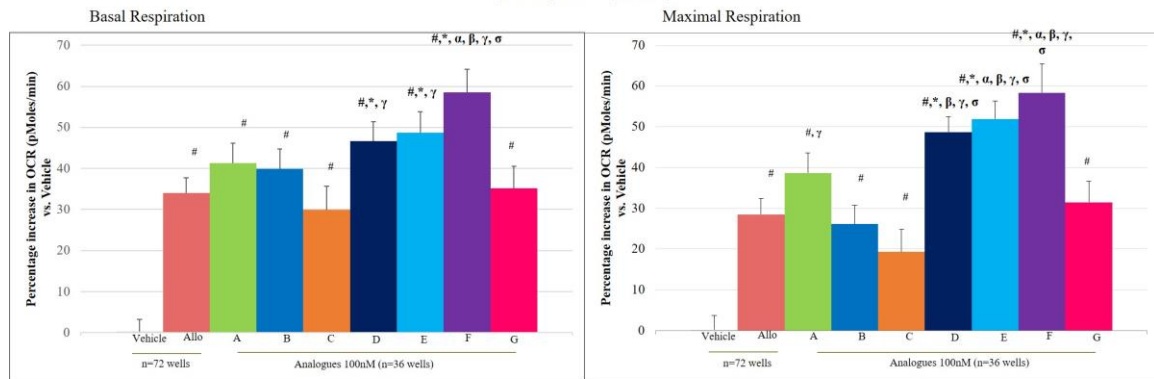 Basal Respiration
Percentage increase in OCR (pMoles/min)
vs. Vehicle
70
60
50
40
30
20
10
0
#
#
#
#
#,*, γ
#,*, γ
#,*, α, β, γ, σ
#
Vehicle Allo A B C D E F G
n=72 wells Analogues 100nM (n=36 wells)
Maximal Respiration
Percentage increase in OCR (pMoles/min)
vs. Vehicle
70
60
50
40
30
20
10
0
#
#, γ
#
#
#,*, β, γ, σ
#,*, α, β, γ, σ
#,*, α, β, γ,
σ
#
Vehicle Allo A B C D E F G
n=72 wells Analogues 100nM (n=36 wells)